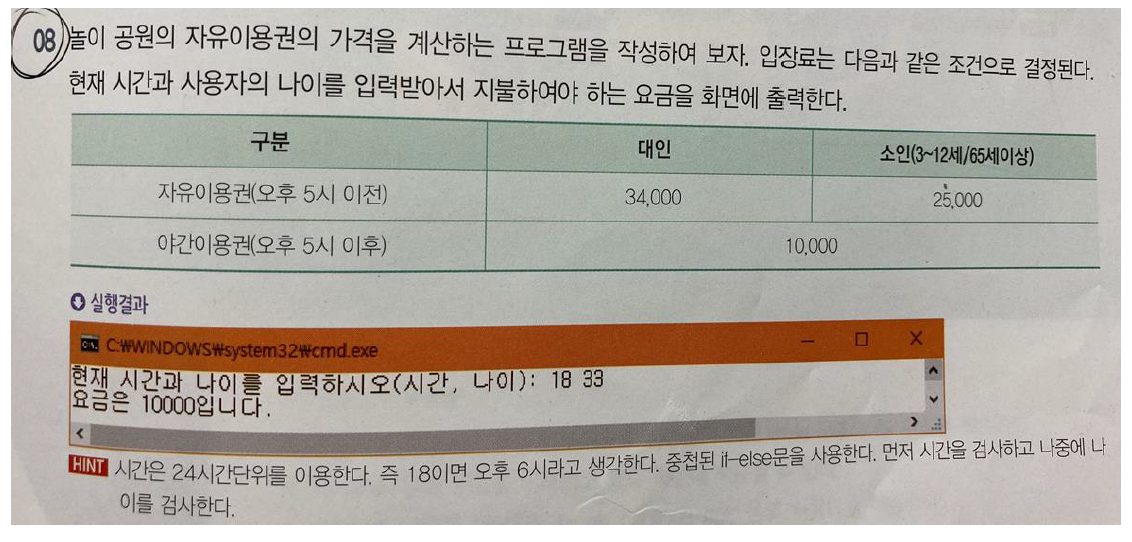 08 놀이 공원의 자유이용권의 가격을 계산하는 프로그램을 작성하여 보자. 입장료는 다음과 같은 조건으로 결정된다.
현재 시간과 사용자의 나이를 입력받아서 지불하여야 하는 요금을 화면에 출력한다.
구분 대인 소인(3~12세/65세이상)
자유이용권(오후 5시 이전) 34,000 25,000
야간이용권(오후 5시 이후) 10,000
실행결과
C:₩WINDOWS₩system32₩cmd.exe
현재 시간과 나이를 입력하시오(시간, 나이): 18 33
요금은 10000입니다.
HINT 시간은 24시간단위를 이용한다. 즉 18이면 오후 6시라고 생각한다. 중첩된 if-else문을 사용한다. 먼저 시간을 검사하고 나중에 나
이를 검사한다.